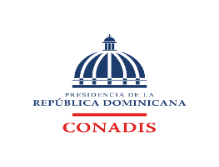 PRESIDENCIA DE LA
REPÚBLICA DOMINICANA
CONADIS